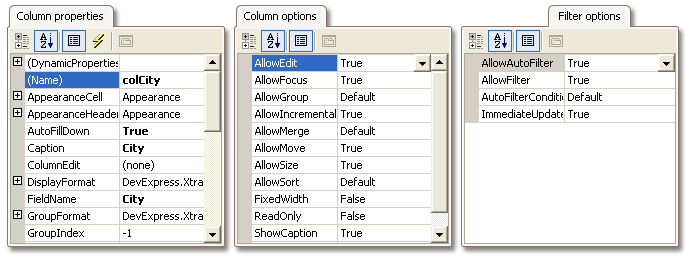 Column properties
(DynamicProperties
(Name) colCity
AppearanceCell Appearance
AppearanceHeader Appearance
AutoFillDown True
Caption City
ColumnEdit (none)
DisplayFormat DevExpress.Xtra
FieldName City
GroupFormat DevExpress.Xtra
GroupIndex -1
Column options
AllowEdit True
AllowFocus True
AllowGroup Default
AllowIncremental True
AllowMerge Default
AllowMove True
AllowSize True
AllowSort Default
FixedWidth False
ReadOnly False
ShowCaption True
Filter options
AllowAutoFilter True
AllowFilter True
AutoFilterConditi Default
ImmediateUpdate True